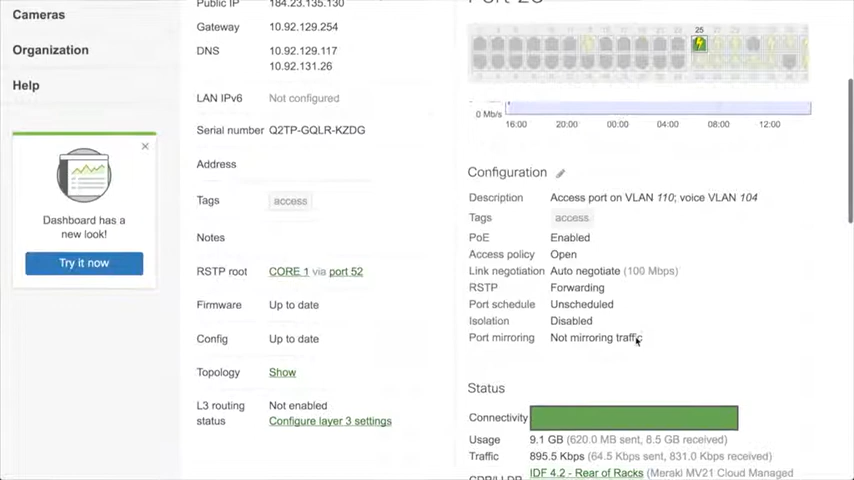 Cameras
Organization
Help
Dashboard has a
new look!
Try it now
Public IP 184.23.135.130
Gateway 10.92.129.254
DNS 10.92.129.117
10.92.131.26
LAN IPv6 Not configured
Serial number Q2TP-GQLR-KZDG
Address
Tags access
Notes
RSTP root CORE 1 via port 52
Firmware Up to date
Config Up to date
Topology Show
L3 routing Not enabled
status Configure layer 3 settings
25
0 Mb/s
16:00 20:00 00:00 04:00 08:00 12:00
Configuration
Description Access port on VLAN 110; voice VLAN 104
Tags access
PoE Enabled
Access policy Open
Link negotiation Auto negotiate (100 Mbps)
RSTP Forwarding
Port schedule Unscheduled
Isolation Disabled
Port mirroring Not mirroring traffic
Status
Connectivity
Usage 9.1 GB (620.0 MB sent, 8.5 GB received)
Traffic 895.5 Kbps (64.5 Kbps sent, 831.0 Kbps received)
CDP/LLDP IDF 4.2 - Rear of Racks (Meraki MV21 Cloud Managed